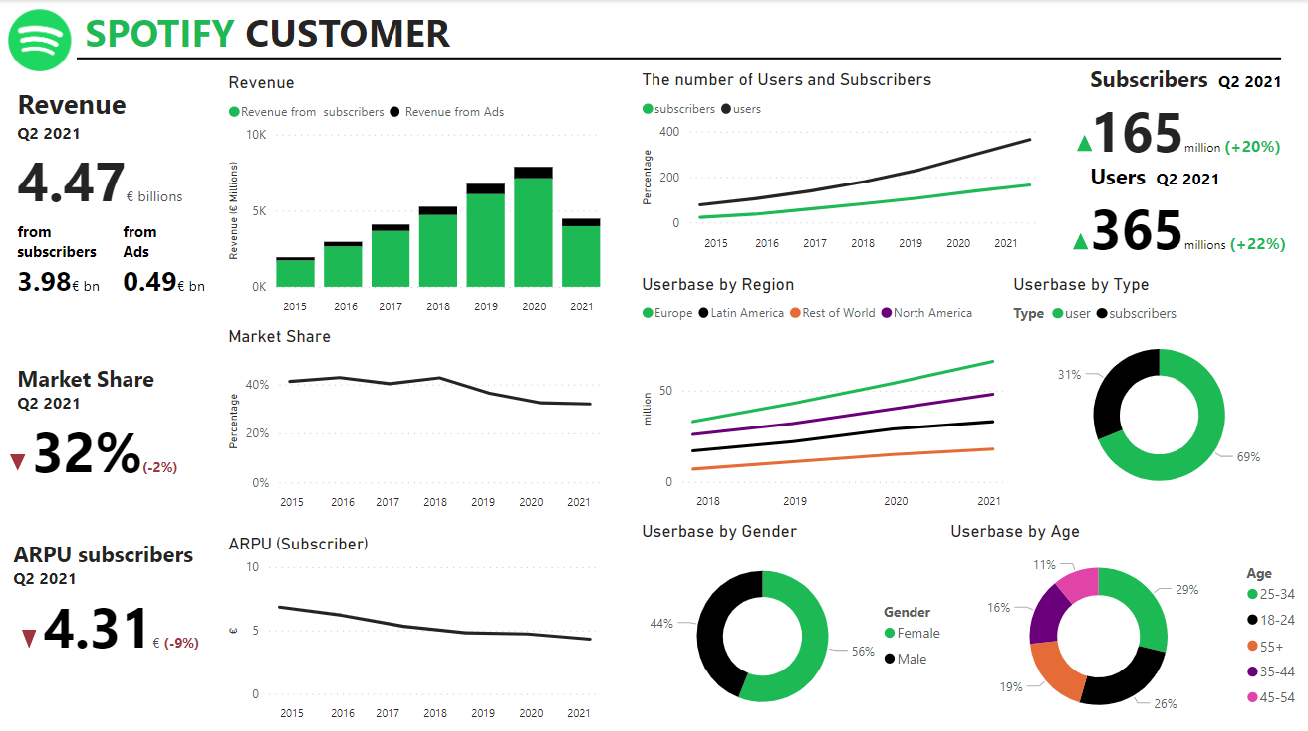 SPOTIFY CUSTOMER
Revenue
Q2 2021
4.47 € billions
from subscribers
3.98 € bn
from Ads
0.49 € bn
Revenue
Revenue from subscribers Revenue from Ads
Revenue (€ Millions)
10K
5K
0K
2015 2016 2017 2018 2019 2020 2021
Market Share
Q2 2021
32% (-2%)
Market Share
Percentage
40%
20%
0%
2015 2016 2017 2018 2019 2020 2021
ARPU subscribers
Q2 2021
4.31 € (-9%)
ARPU (Subscriber)
€
10
5
0
2015 2016 2017 2018 2019 2020 2021
The number of Users and Subscribers
subscribers users
Percentage
400
200
0
2015 2016 2017 2018 2019 2020 2021
Subscribers Q2 2021
165 million (+20%)
Users Q2 2021
365 millions (+22%)
Userbase by Region
Europe Latin America Rest of World North America
million
50
0
2018 2019 2020 2021
Userbase by Type
Type user subscribers
31%
69%
Userbase by Gender
44%
56%
Gender
Female
Male
Userbase by Age
11%
29%
16%
19%
26%
Age
25-34
18-24
55+
35-44
45-54